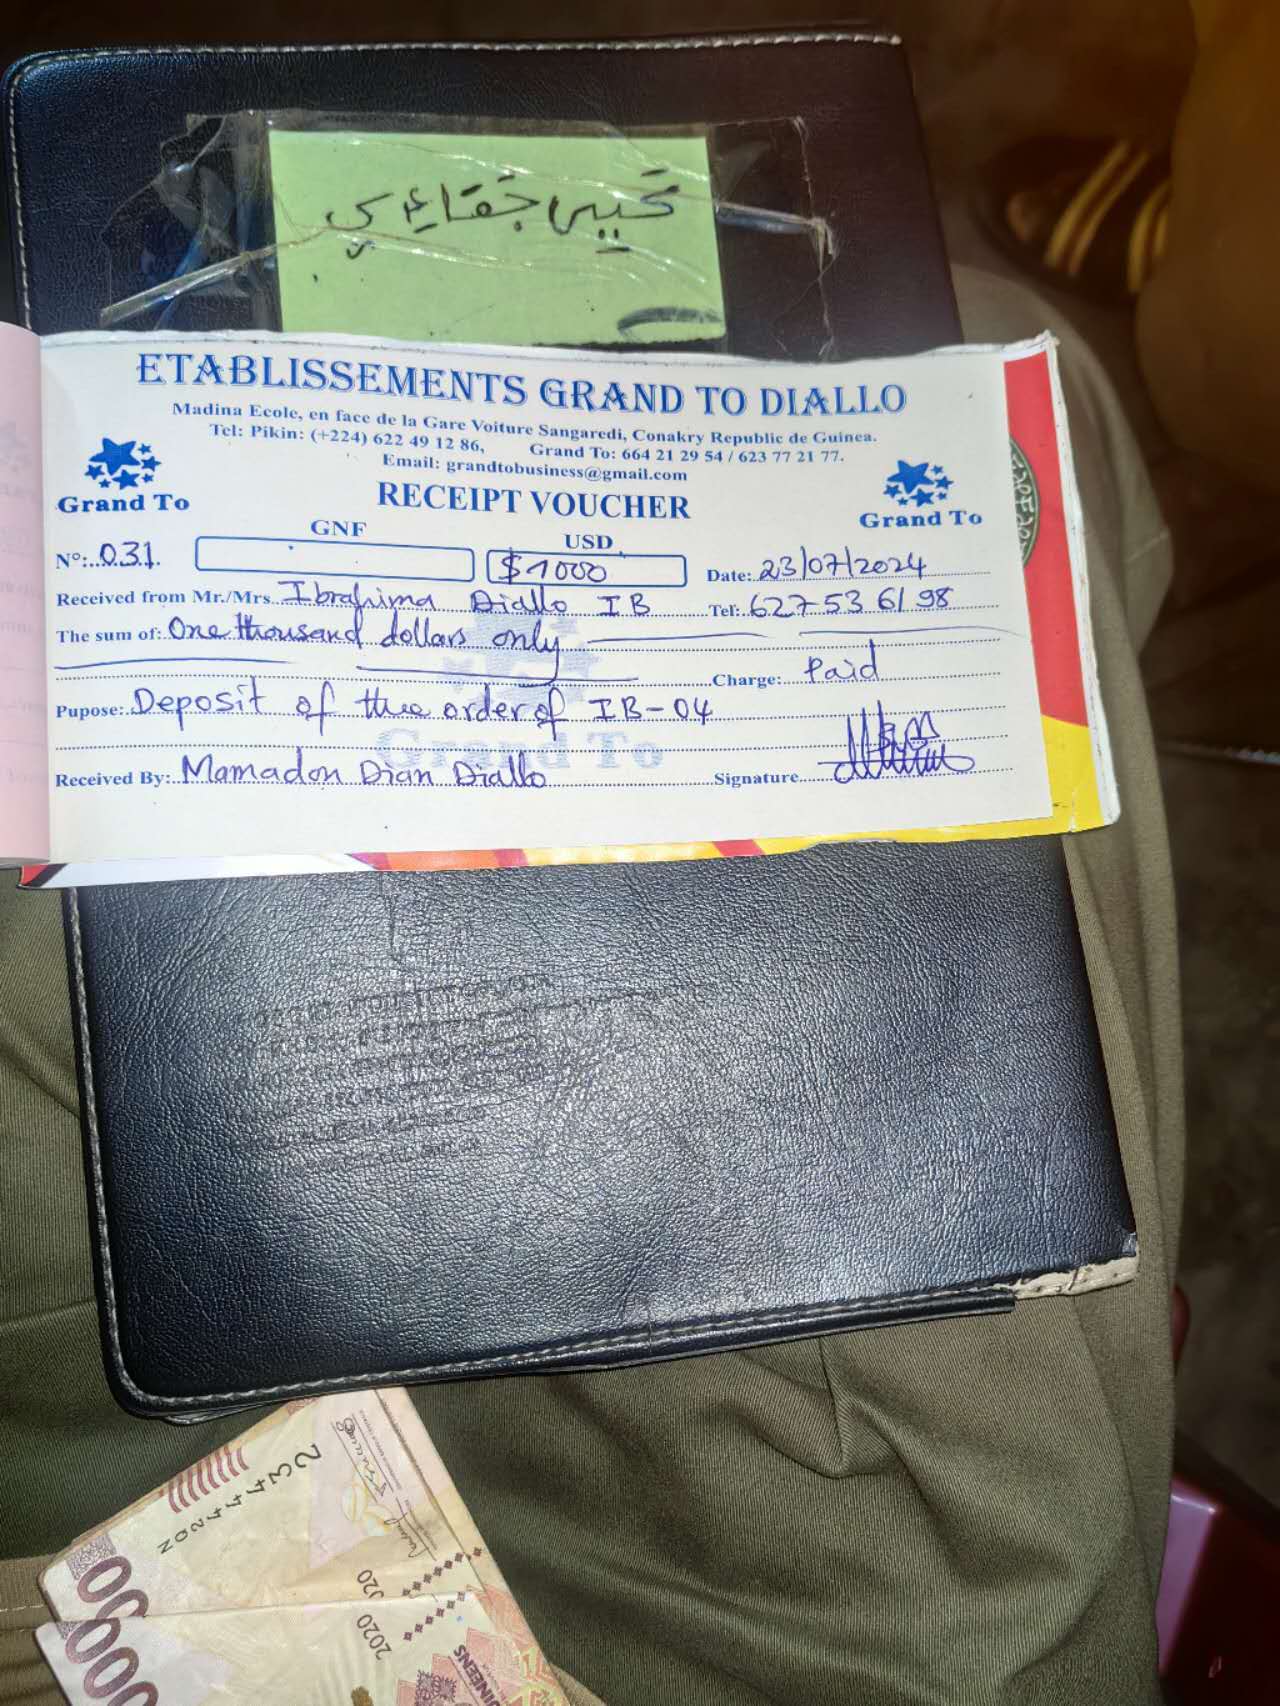 ETABLISSEMENTS GRAND TO DIALLO
Madina Ecole, en face de la Gare Voiture Sangaredi, Conakry Republic de Guinea.
Tel: Pikin: (+224) 622 49 12 86, Grand To: 664 21 29 54 / 623 77 21 77.
Email: grandtobusiness@gmail.com
Grand To
RECEIPT VOUCHER
Grand To
GNF
USD
N°: 031.
$1000
Date: 23/07/2024
Received from Mr./Mrs. Ibrahima Diallo IB Tel: 627 53 61 98
The sum of: One thousand dollars only
Charge: Paid
Pupose: Deposit of the order of IB-04
Grand To
Received By: Mamadou Dian Diallo Signature
2020
2020